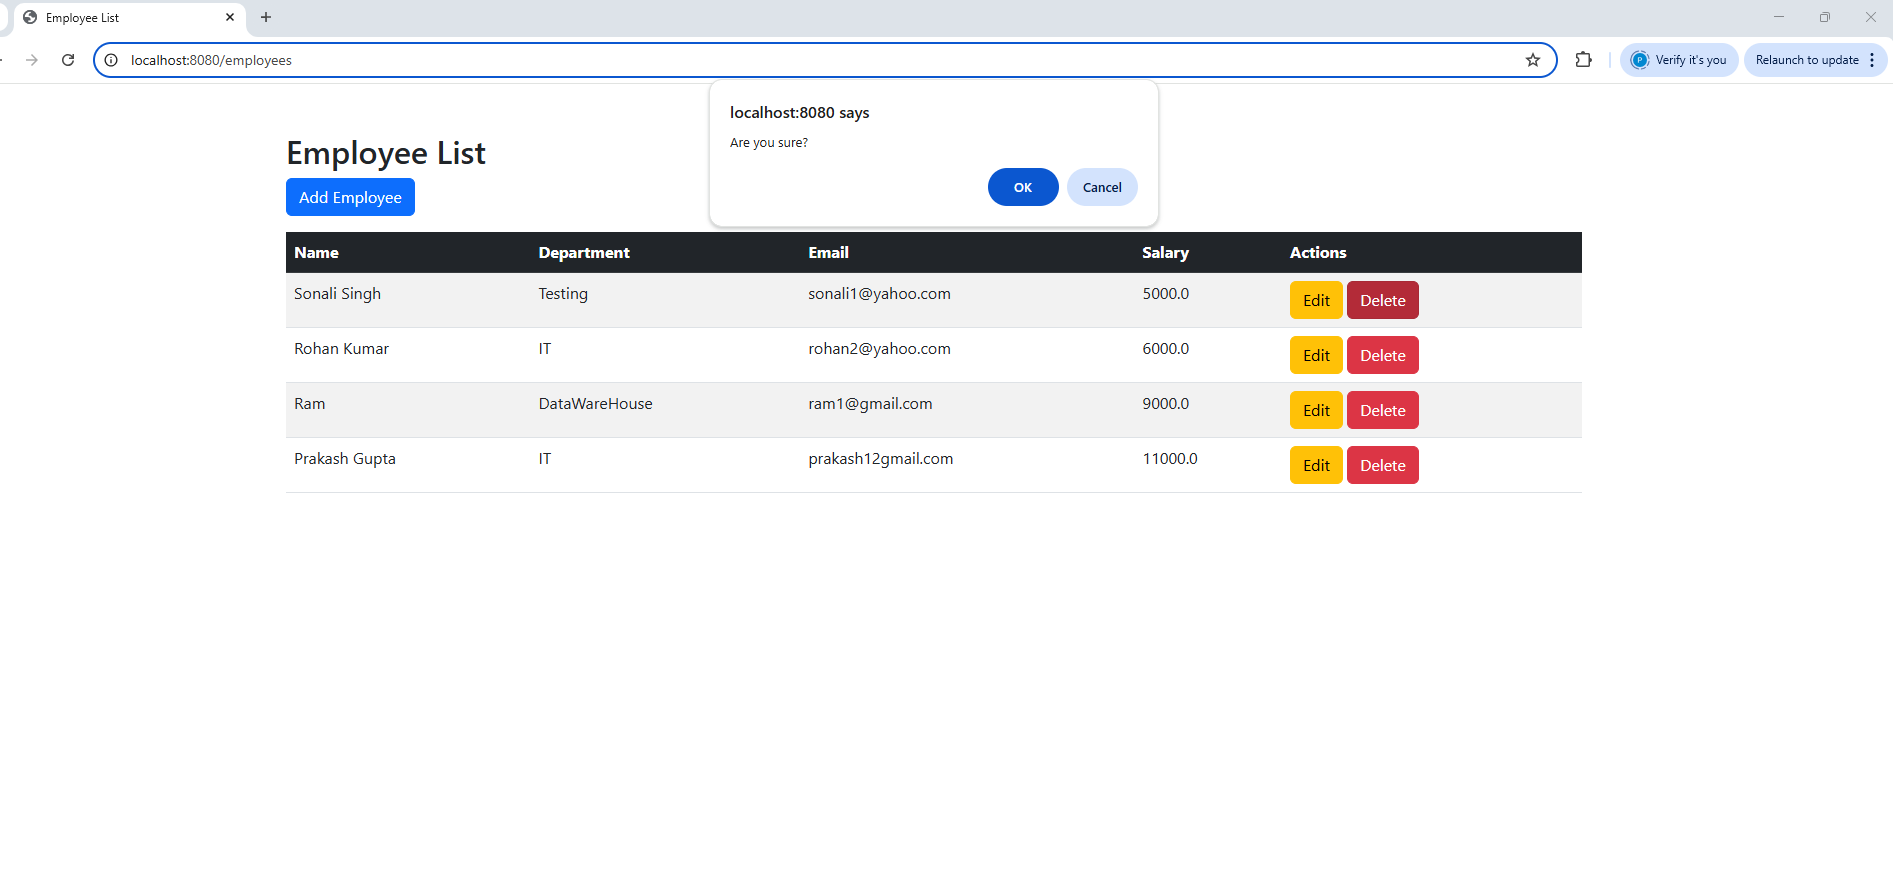 Employee List
localhost:8080/employees
P
Verify it's you
Relaunch to update
localhost:8080 says
Are you sure?
OK Cancel
Employee List
Add Employee
Name Department Email Salary Actions
Sonali Singh Testing sonali1@yahoo.com 5000.0 Edit Delete
Rohan Kumar IT rohan2@yahoo.com 6000.0 Edit Delete
Ram DataWareHouse ram1@gmail.com 9000.0 Edit Delete
Prakash Gupta IT prakash12gmail.com 11000.0 Edit Delete